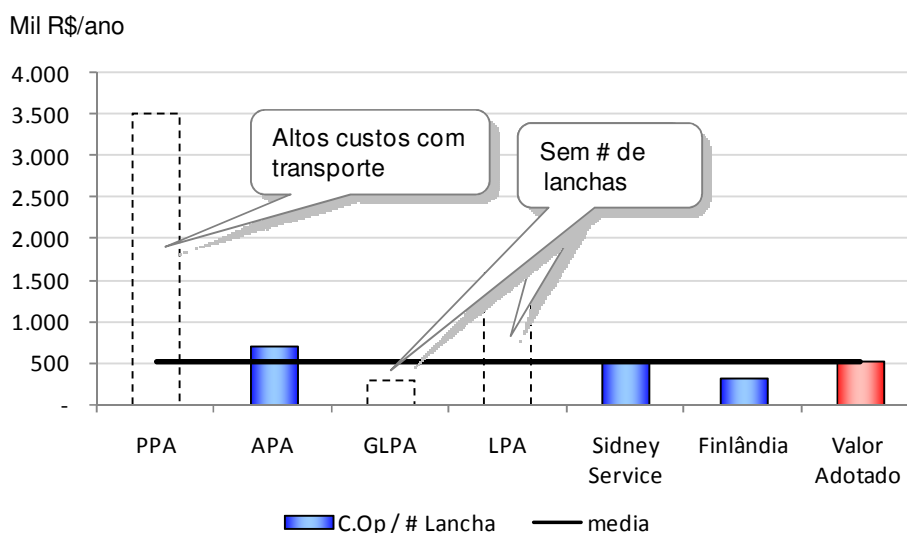 Mil R$/ano
4.000
3.500
3.000
2.500
2.000
1.500
1.000
500
-
Altos custos com
transporte
Sem # de
lanchas
PPA
APA
GLPA
LPA
Sidney
Service
Finlândia
Valor
Adotado
C.Op / # Lancha
media